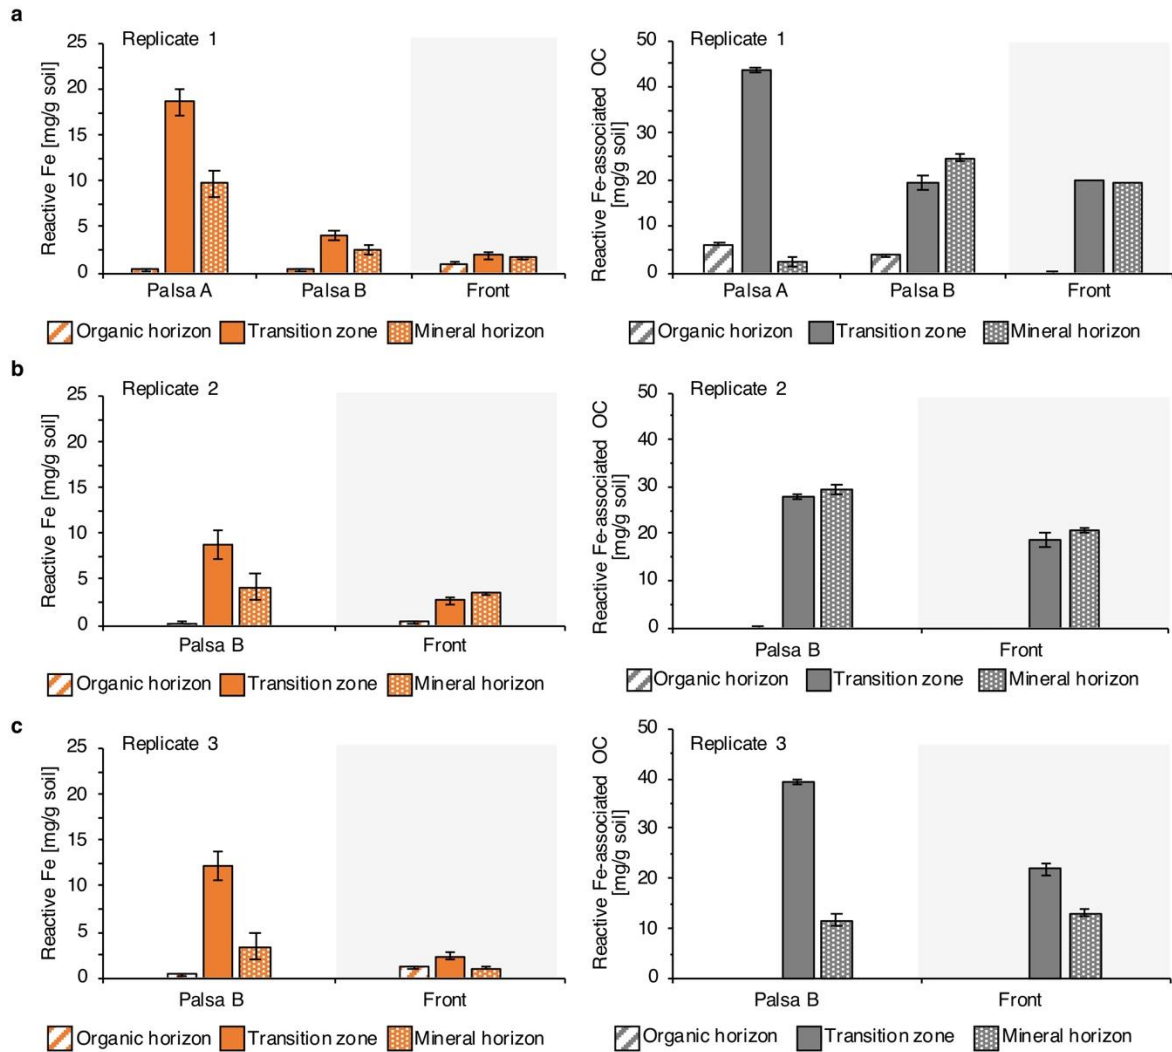 a
Replicate 1
Reactive Fe [mg/g soil]
25
20
15
10
5
0
Palsa A Palsa B Front
Organic horizon Transition zone Mineral horizon
Replicate 1
Reactive Fe-associated OC
[mg/g soil]
50
40
30
20
10
0
Palsa A Palsa B Front
Organic horizon Transition zone Mineral horizon
b
Replicate 2
Reactive Fe [mg/g soil]
25
20
15
10
5
0
Palsa B Front
Organic horizon Transition zone Mineral horizon
Replicate 2
Reactive Fe-associated OC
[mg/g soil]
50
40
30
20
10
0
Palsa B Front
Organic horizon Transition zone Mineral horizon
c
Replicate 3
Reactive Fe [mg/g soil]
25
20
15
10
5
0
Palsa B Front
Organic horizon Transition zone Mineral horizon
Replicate 3
Reactive Fe-associated OC
[mg/g soil]
50
40
30
20
10
0
Palsa B Front
Organic horizon Transition zone Mineral horizon